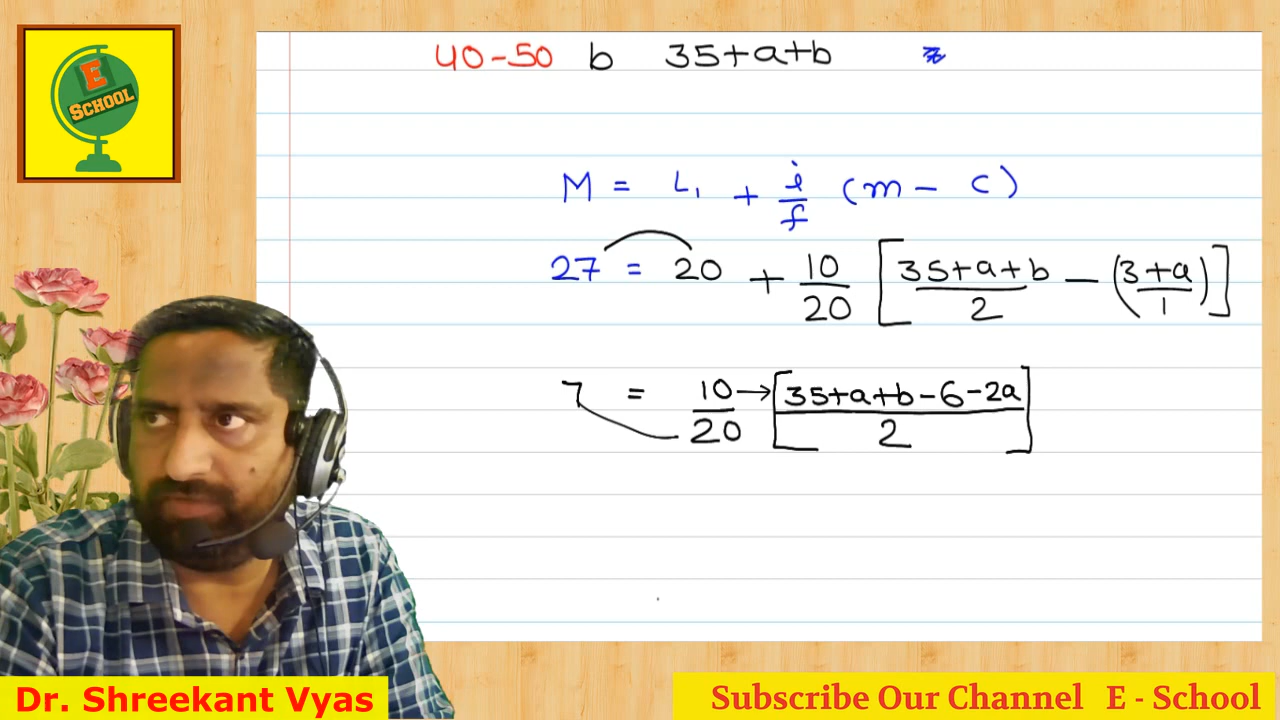 E
SCHOOL
40-50 b 35+a+b
M = L₁ + i/f (m - c)
27 = 20 + 10/20 [35+a+b/2 - (3+a/1)]
7 = 10/20 → [35+a+b-6-2a/2]
Dr. Shreekant Vyas
Subscribe Our Channel E - School